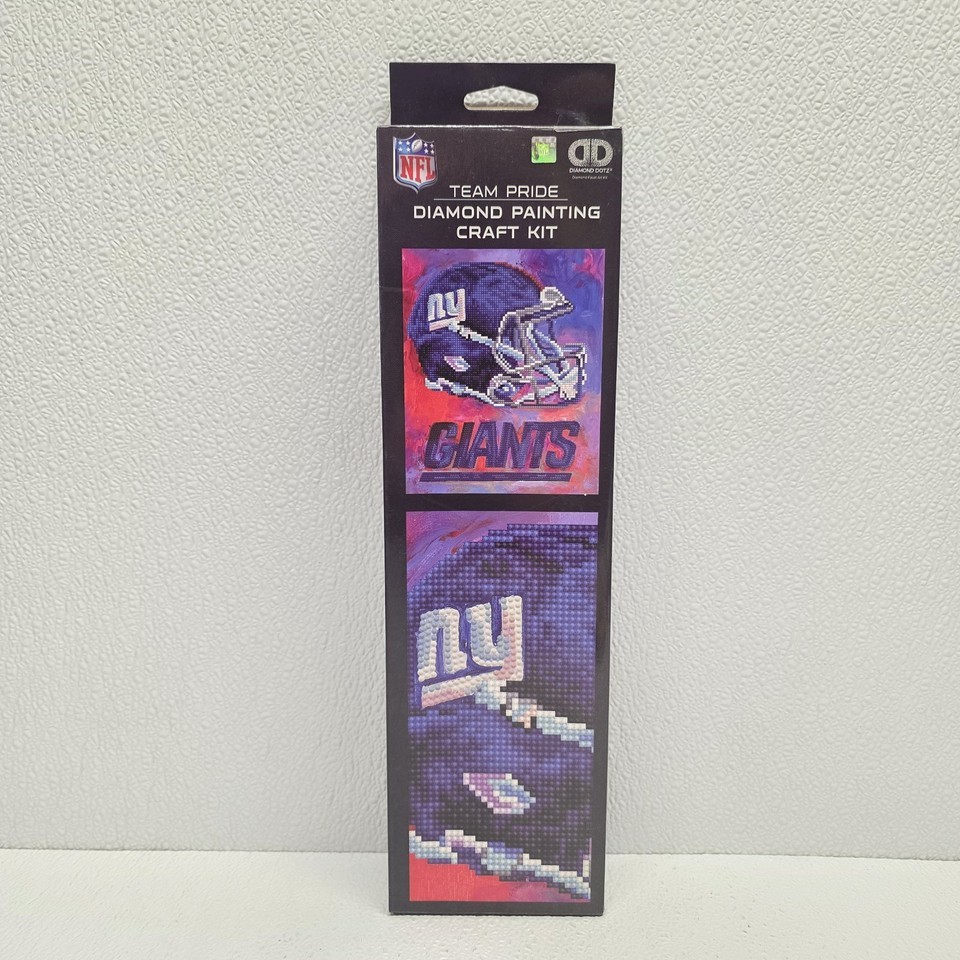 NFL
DIAMOND DOTZ®
TEAM PRIDE
DIAMOND PAINTING
CRAFT KIT
ny
GIANTS
ny